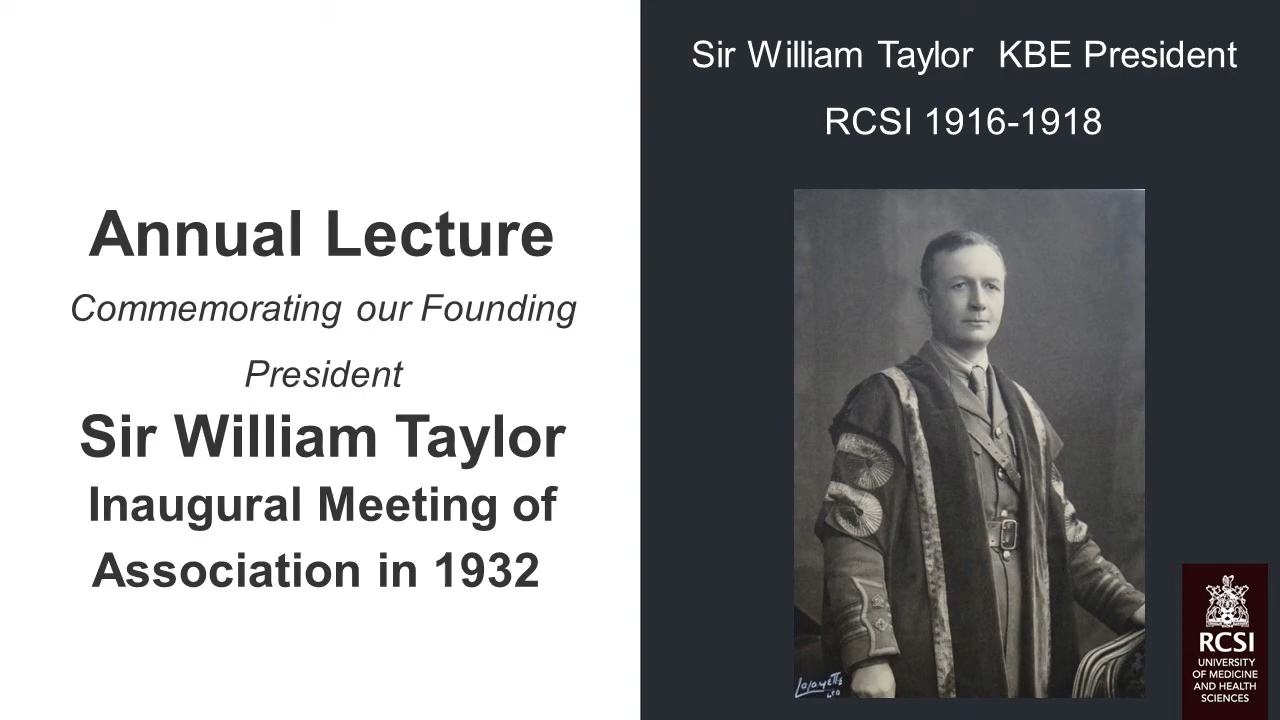 Annual Lecture
Commemorating our Founding
President
Sir William Taylor
Inaugural Meeting of
Association in 1932
Sir William Taylor KBE President
RCSI 1916-1918
Lafayette
RCSI
UNIVERSITY
OF MEDICINE
AND HEALTH
SCIENCES